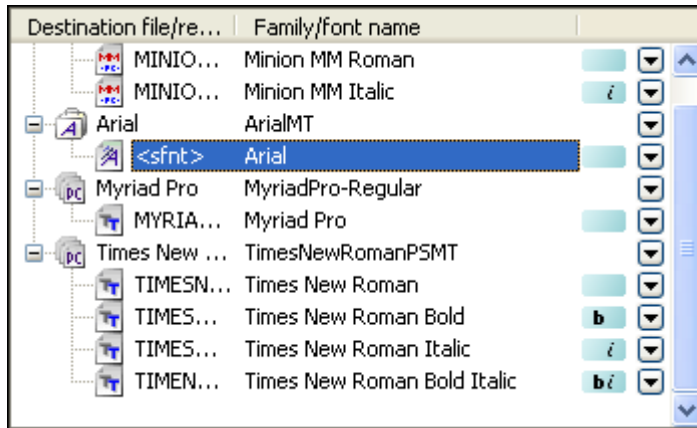 Destination file/re... Family/font name
MINIO... Minion MM Roman
MINIO... Minion MM Italic i
Arial ArialMT
<sfnt> Arial
Myriad Pro MyriadPro-Regular
MYRIA... Myriad Pro
Times New ... TimesNewRomanPSMT
TIMESN... Times New Roman
TIMES... Times New Roman Bold b
TIMES... Times New Roman Italic i
TIMEN... Times New Roman Bold Italic bi